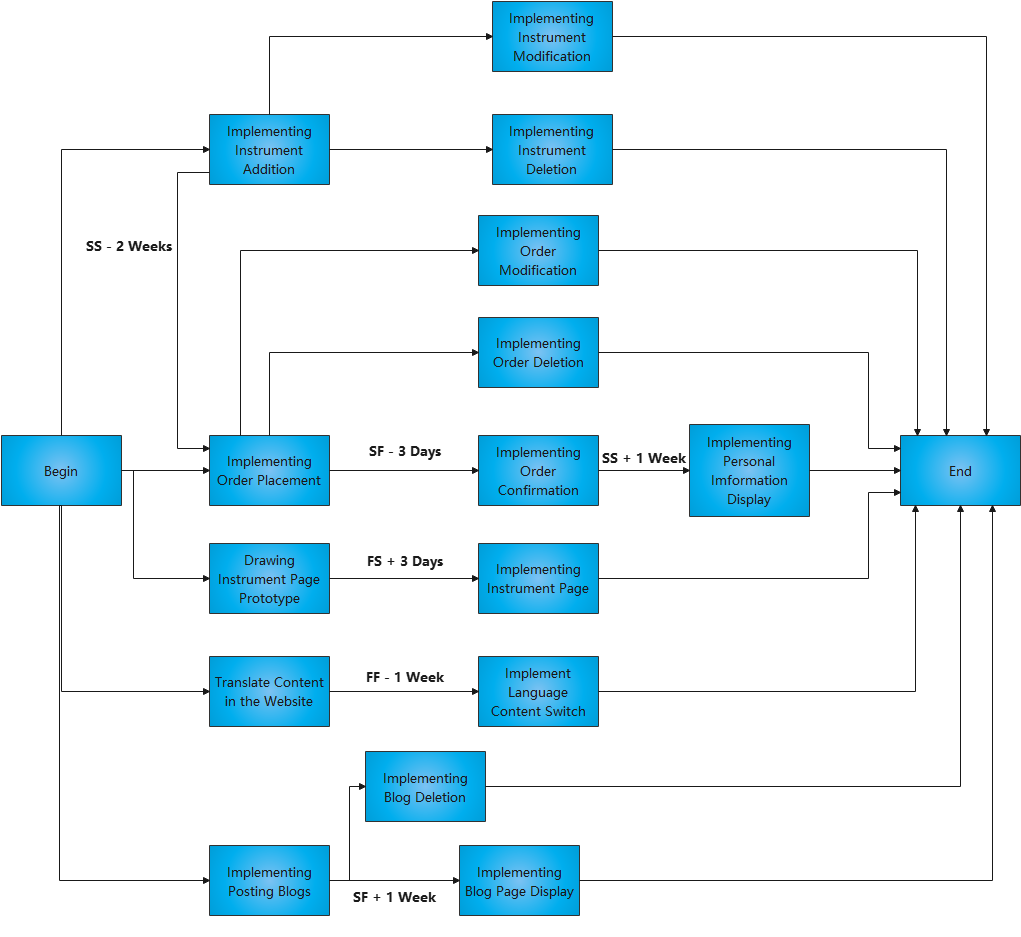 Implementing
Instrument
Modification
Implementing
Instrument
Addition
Implementing
Instrument
Deletion
SS - 2 Weeks
Implementing
Order
Modification
Implementing
Order Deletion
Begin
Implementing
Order Placement
SF - 3 Days
Implementing
Order
Confirmation
SS + 1 Week
Implementing
Personal
Imformation
Display
End
Drawing
Instrument Page
Prototype
FS + 3 Days
Implementing
Instrument Page
Translate Content
in the Website
FF - 1 Week
Implement
Language
Content Switch
Implementing
Blog Deletion
Implementing
Posting Blogs
SF + 1 Week
Implementing
Blog Page Display